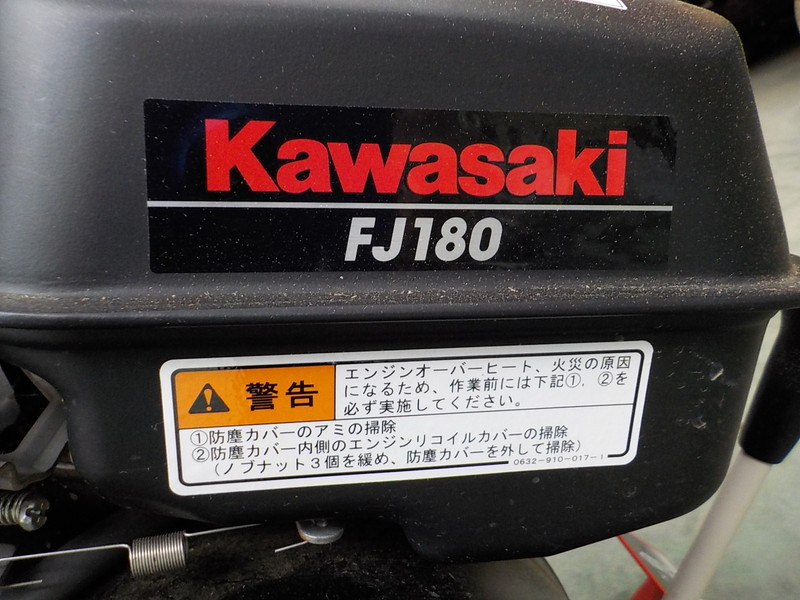 Kawasaki
FJ180
警告
エンジンオーバーヒート、火災の原因
になるため、作業前には下記①．②を
必ず実施してください。
①防塵カバーのアミの掃除
②防塵カバー内側のエンジンリコイルカバーの掃除
（ノブナット３個を緩め、防塵カバーを外して掃除）
0632-910-017-1